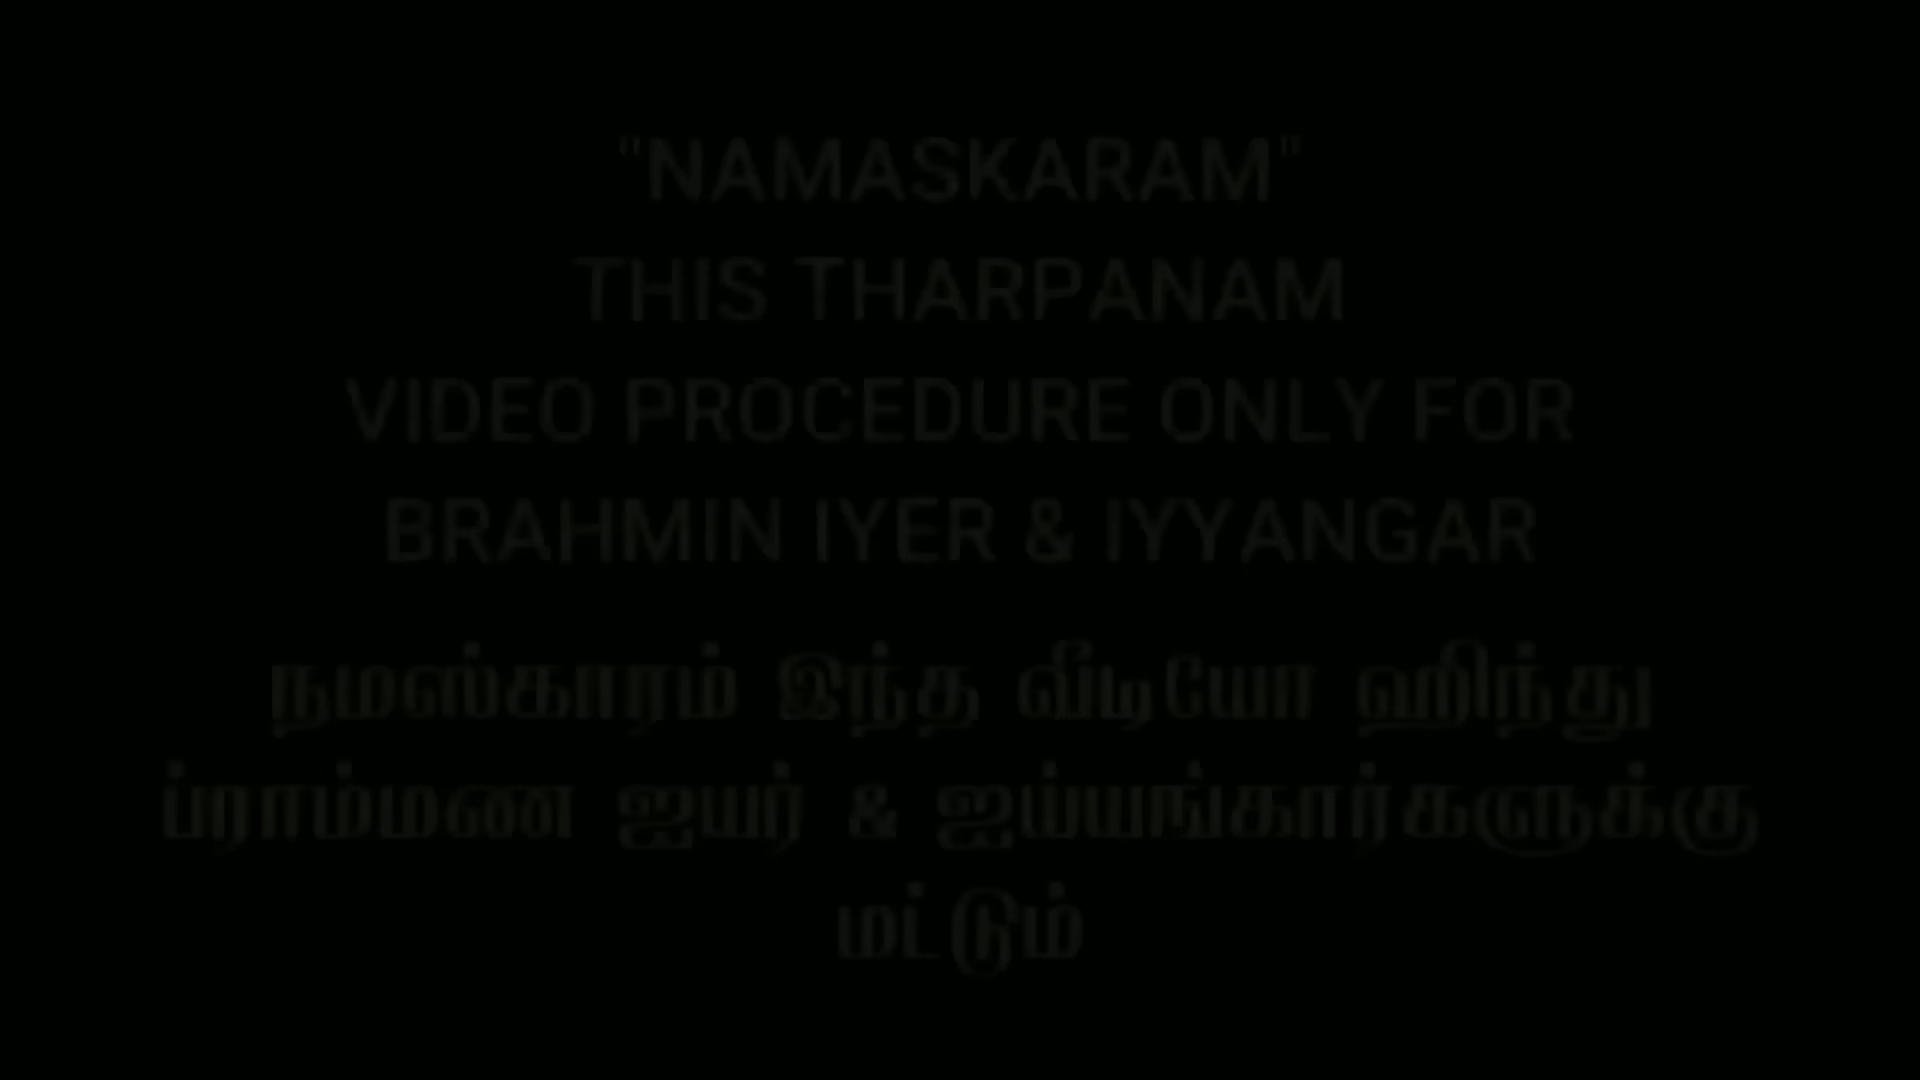 "NAMASKARAM"
THIS THARPANAM
VIDEO PROCEDURE ONLY FOR
BRAHMIN IYER & IYYANGAR
நமஸ்காரம் இந்த வீடியோ ஹிந்து
ப்ராம்மண ஐயர் & ஐய்யங்கார்களுக்கு
மட்டும்